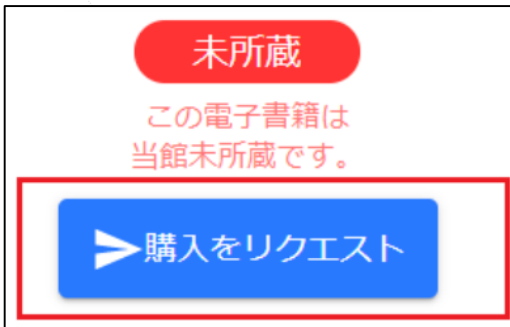 未所蔵
この電子書籍は
当館未所蔵です。
購入をリクエスト